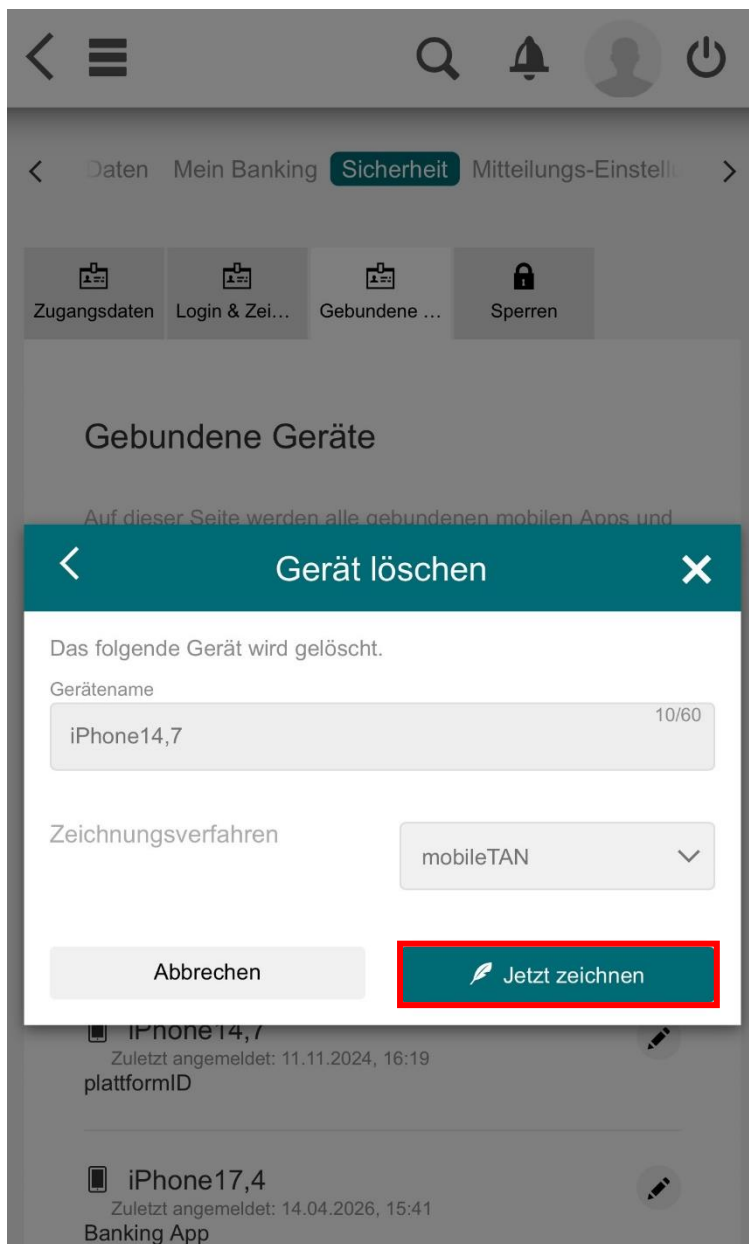 Daten Mein Banking Sicherheit Mitteilungs-Einstell
Zugangsdaten Login & Zei... Gebundene ... Sperren
Gebundene Geräte
Auf dieser Seite werden alle gebundenen mobilen Apps und
Gerät löschen
Das folgende Gerät wird gelöscht.
Gerätename
10/60
iPhone14,7
Zeichnungsverfahren
mobileTAN
Abbrechen Jetzt zeichnen
iPhone14,7
Zuletzt angemeldet: 11.11.2024, 16:19
plattformID
iPhone17,4
Zuletzt angemeldet: 14.04.2026, 15:41
Banking App